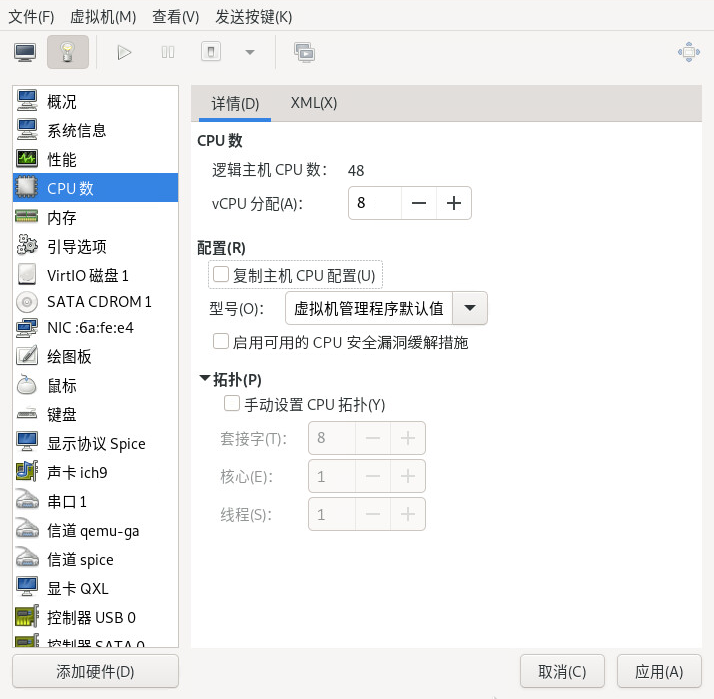 文件(F) 虚拟机(M) 查看(V) 发送按键(K)
概况
系统信息
性能
CPU 数
内存
引导选项
VirtIO 磁盘 1
SATA CDROM 1
NIC :6a:fe:e4
绘图板
鼠标
键盘
显示协议 Spice
声卡 ich9
串口 1
信道 qemu-ga
信道 spice
显卡 QXL
控制器 USB 0
控制器 SATA 0
添加硬件(D)
详情(D) XML(X)
CPU 数
逻辑主机 CPU 数： 48
vCPU 分配(A)： 8
配置(R)
复制主机 CPU 配置(U)
型号(O)： 虚拟机管理程序默认值
启用可用的 CPU 安全漏洞缓解措施
拓扑(P)
手动设置 CPU 拓扑(Y)
套接字(T)： 8
核心(E)： 1
线程(S)： 1
取消(C) 应用(A)